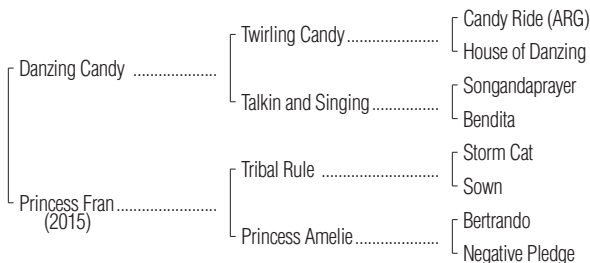 Candy Ride (ARG)
Twirling Candy
House of Danzing
Danzing Candy
Songandaprayer
Talkin and Singing
Bendita
Storm Cat
Tribal Rule
Sown
Princess Fran
(2015)
Bertrando
Princess Amelie
Negative Pledge